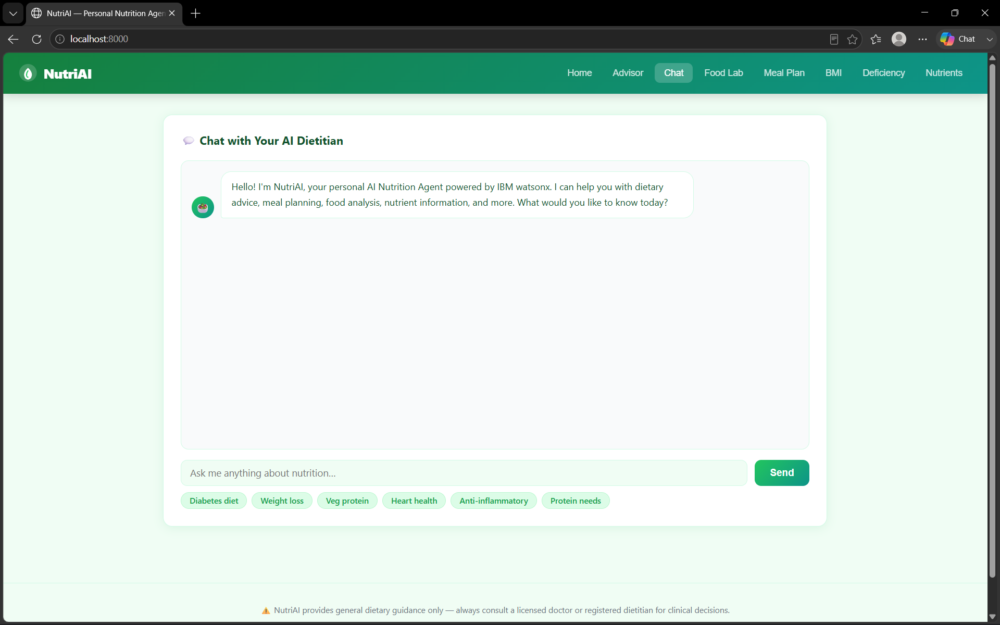 NutriAI — Personal Nutrition Agen
localhost:8000
Chat
NutriAI
Home Advisor Chat Food Lab Meal Plan BMI Deficiency Nutrients
Chat with Your AI Dietitian
Hello! I'm NutriAI, your personal AI Nutrition Agent powered by IBM watsonx. I can help you with dietary
advice, meal planning, food analysis, nutrient information, and more. What would you like to know today?
Ask me anything about nutrition...
Send
Diabetes diet Weight loss Veg protein Heart health Anti-inflammatory Protein needs
NutriAI provides general dietary guidance only — always consult a licensed doctor or registered dietitian for clinical decisions.